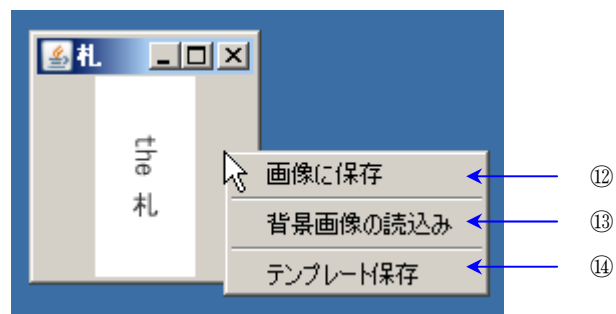 札
the 札
画像に保存
⑫
背景画像の読込み
⑬
テンプレート保存
⑭